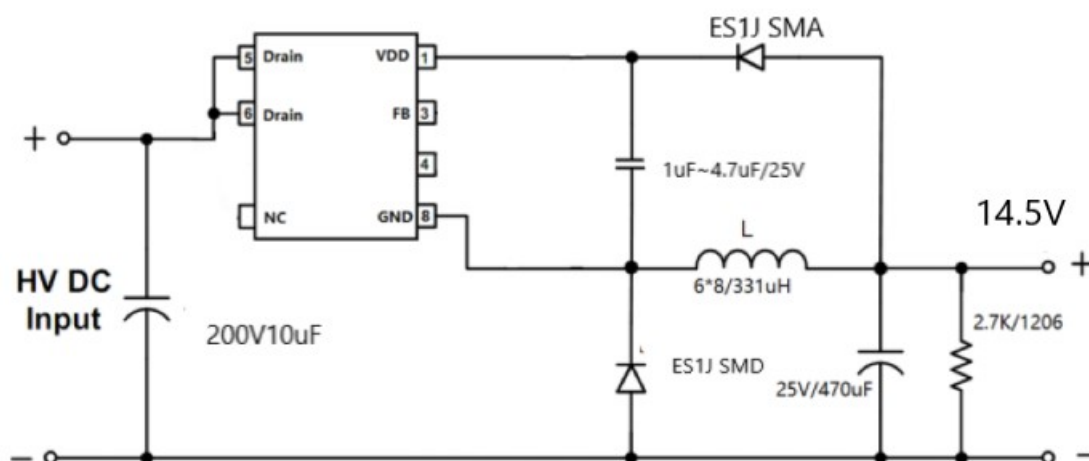 ES1J SMA
5 Drain VDD 1
6 Drain FB 3
4
NC GND 8
1uF~4.7uF/25V
14.5V
L
6*8/331uH
+
+
HV DC
Input
200V10uF
2.7K/1206
ES1J SMD
25V/470uF
−
−